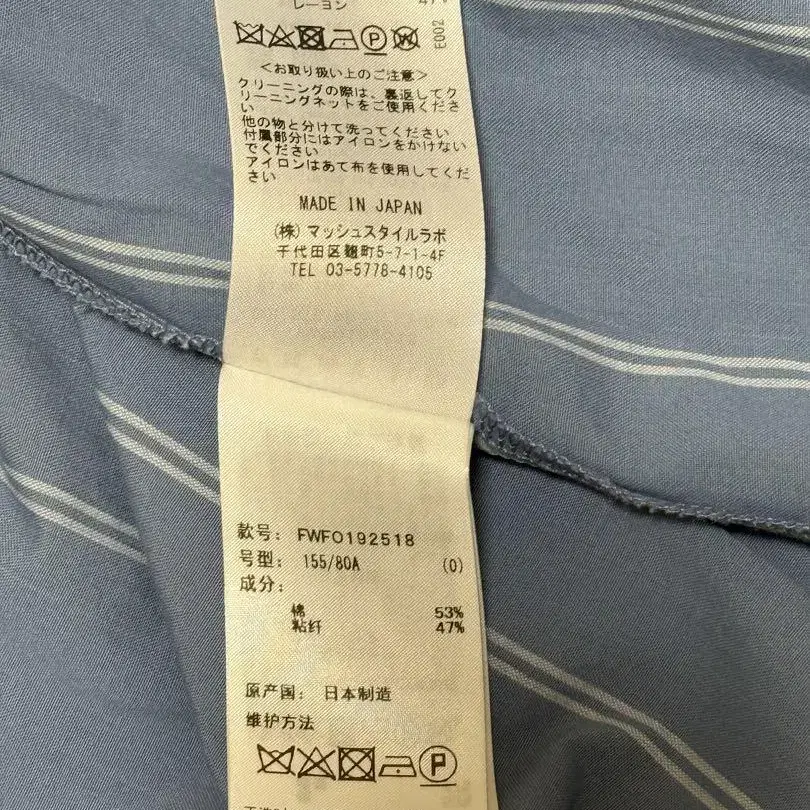 レーヨン 47%
E002
＜お取り扱い上のご注意＞
クリーニングの際は、裏返してク
リーニングネットをご使用くださ
い
他の物と分けて洗ってください
付属部分にはアイロンをかけない
でください
アイロンはあて布を使用してくだ
さい
MADE IN JAPAN
(株) マッシュスタイルラボ
千代田区麹町5-7-1-4F
TEL 03-5778-4105
款号: FWFO192518
号型: 155/80A (0)
成分:
棉 53%
粘纤 47%
原产国: 日本制造
维护方法
P